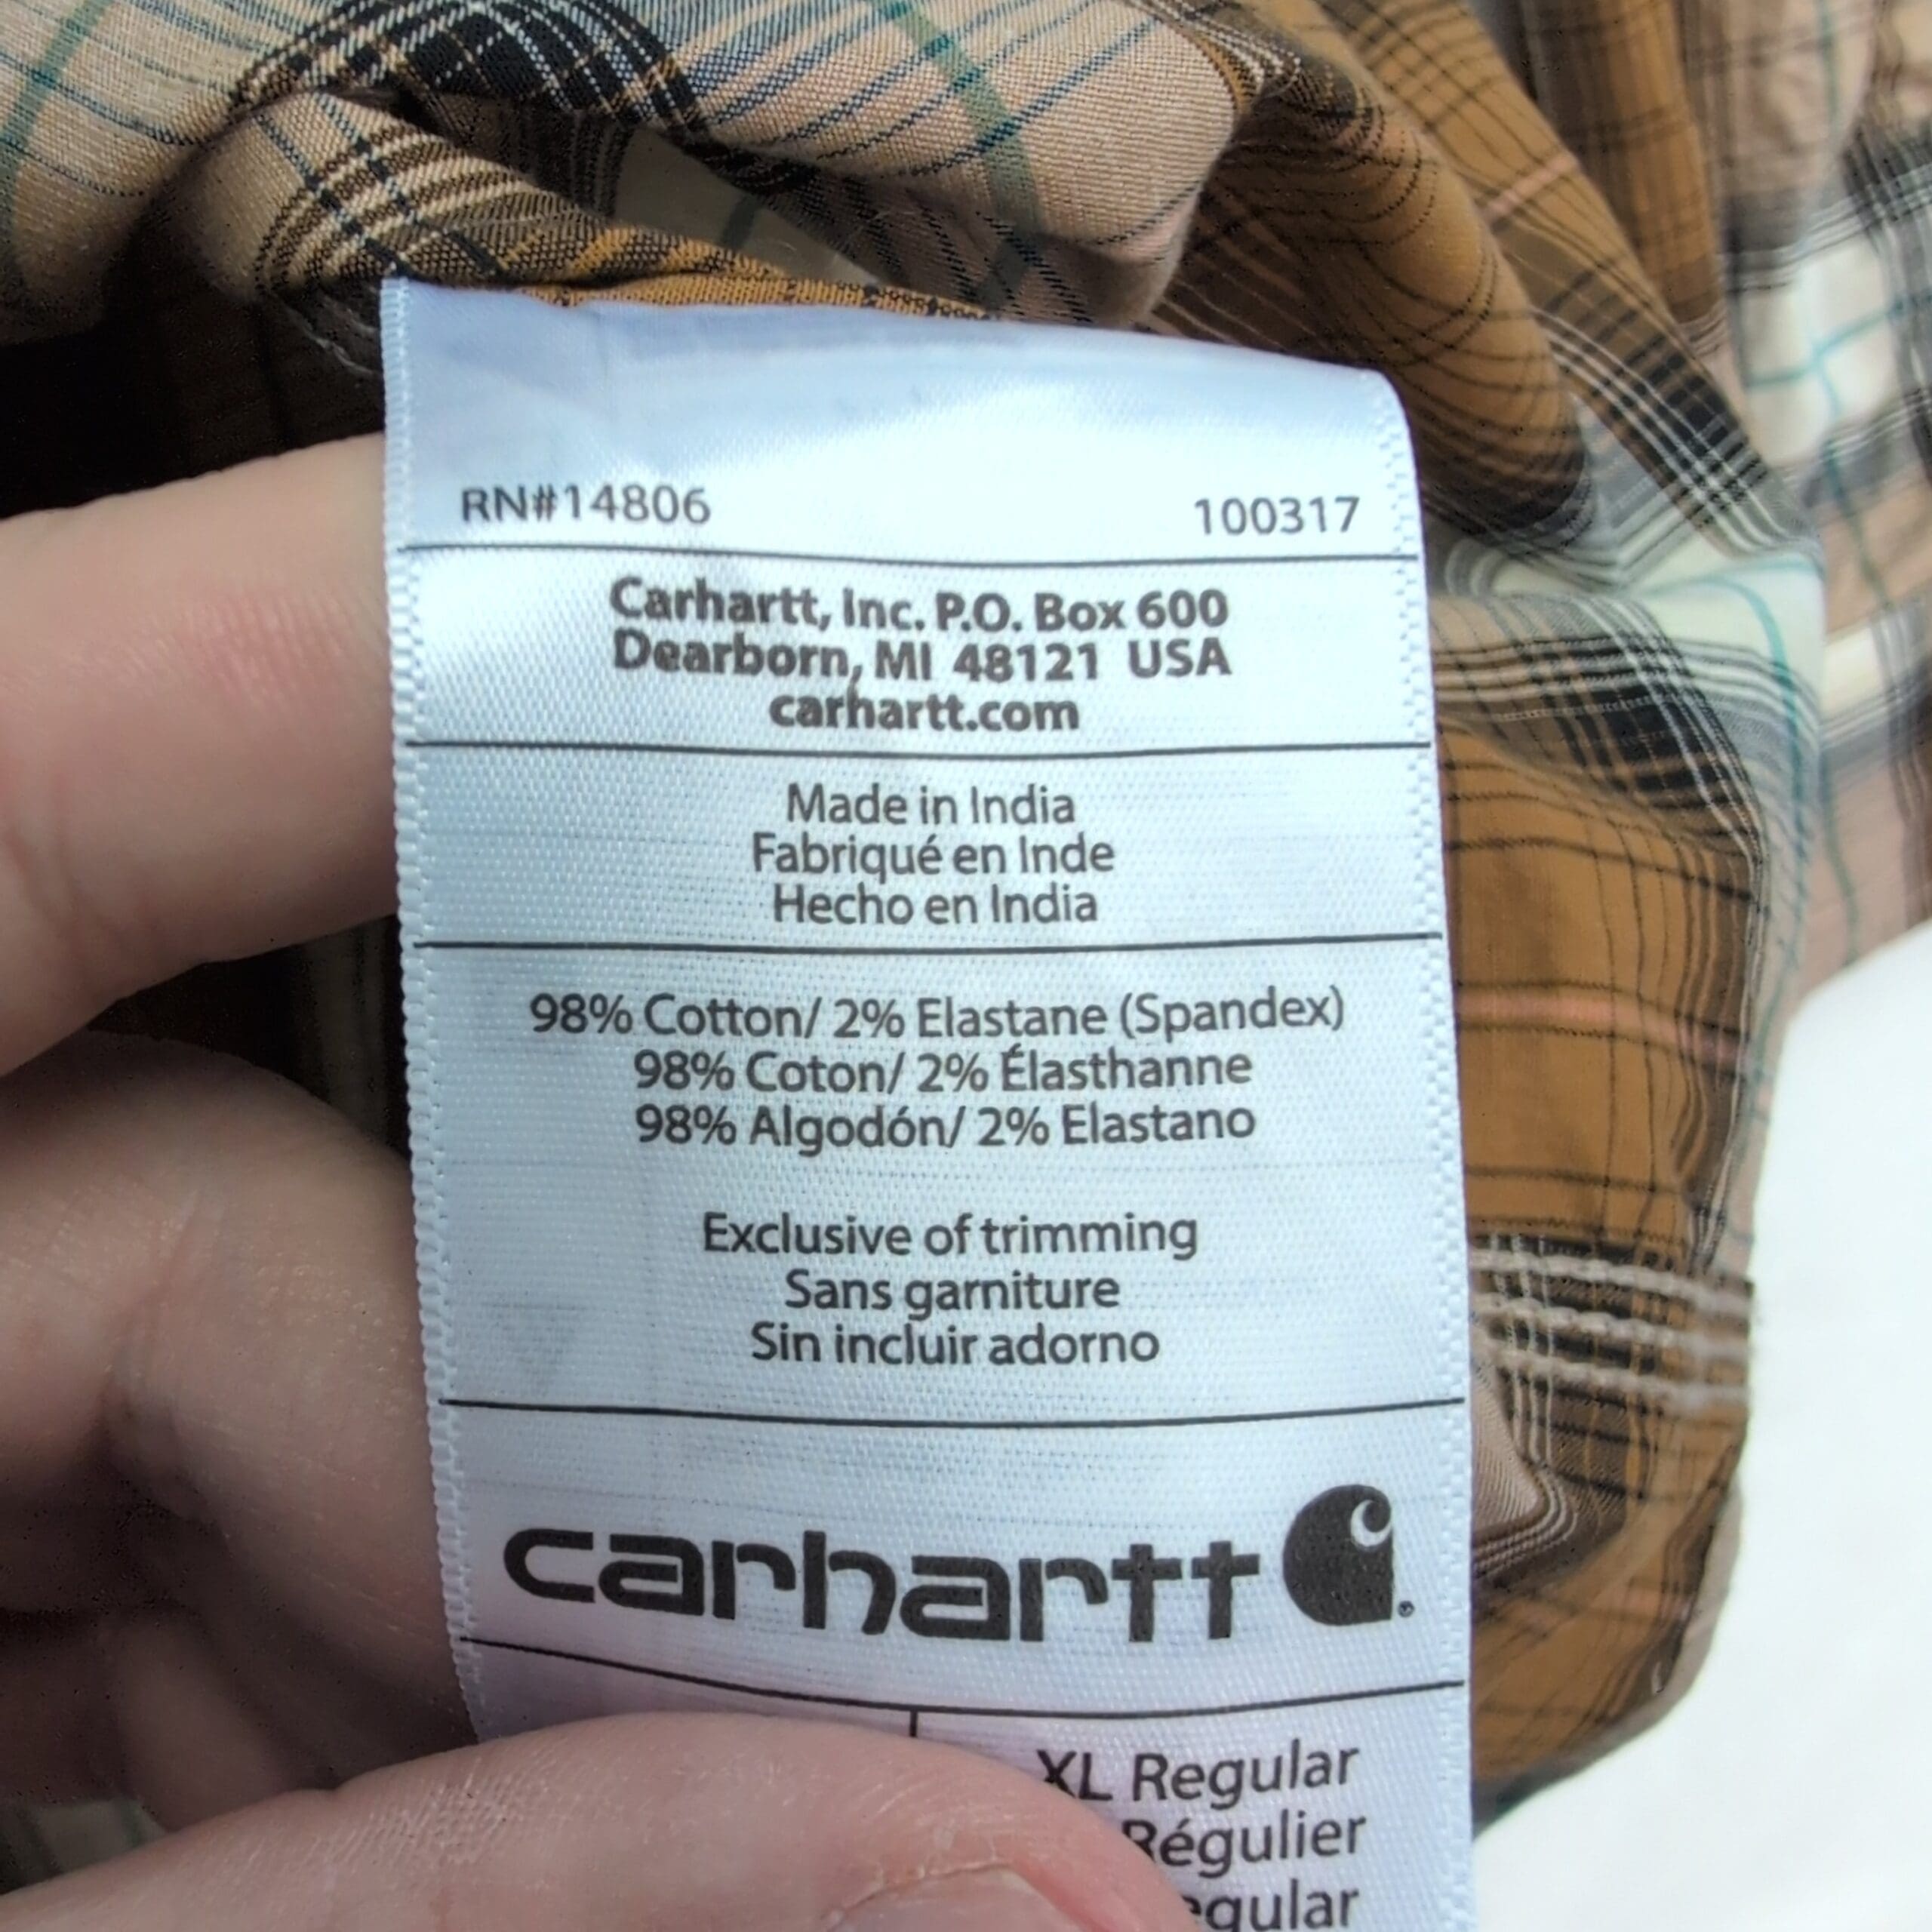 RN#14806 100317
Carhartt, Inc. P.O. Box 600
Dearborn, MI 48121 USA
carhartt.com
Made in India
Fabriqué en Inde
Hecho en India
98% Cotton/ 2% Elastane (Spandex)
98% Coton/ 2% Élasthanne
98% Algodón/ 2% Elastano
Exclusive of trimming
Sans garniture
Sin incluir adorno
carhartt
XL Regular
Régulier